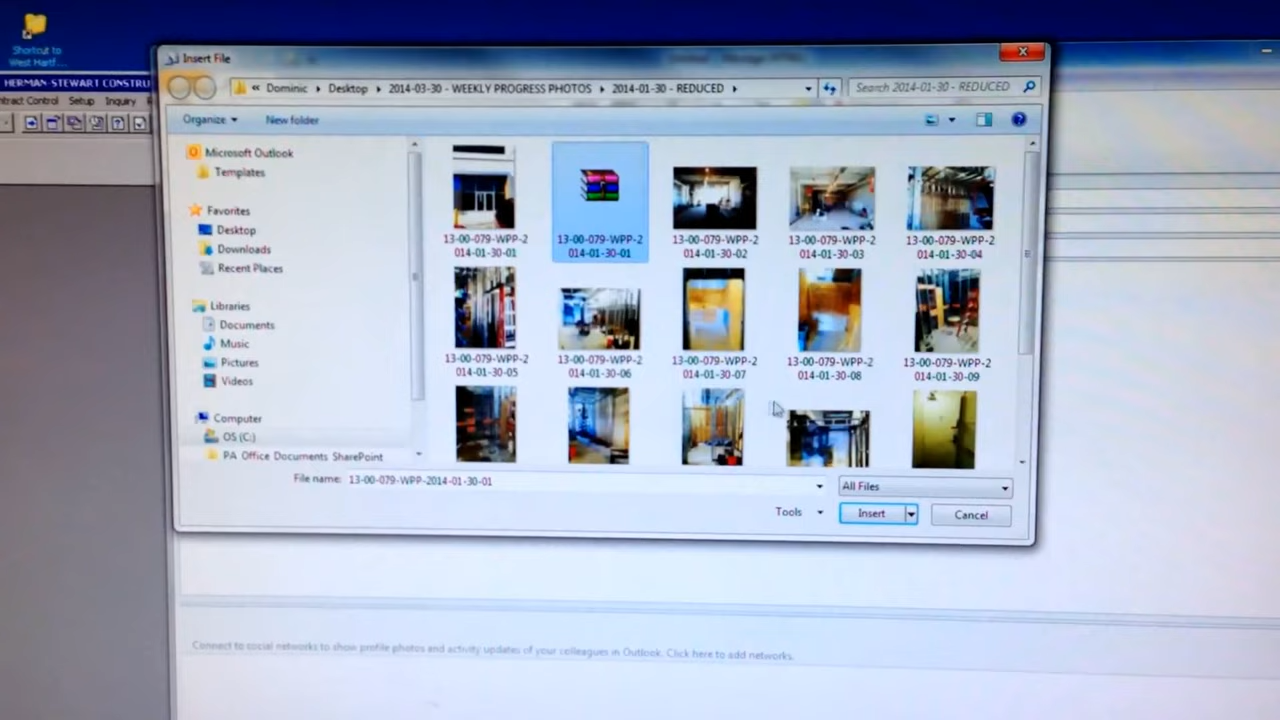 Shortcut to
West Hartf...
HERMAN-STEWART CONSTRU
ntract Control Setup Inquiry
Insert File
« Dominic ▸ Desktop ▸ 2014-03-30 - WEEKLY PROGRESS PHOTOS ▸ 2014-01-30 - REDUCED ▸
Search 2014-01-30 - REDUCED
Organize
New folder
Microsoft Outlook
Templates
Favorites
Desktop
Downloads
Recent Places
Libraries
Documents
Music
Pictures
Videos
Computer
OS (C:)
PA Office Documents SharePoint
13-00-079-WPP-2
014-01-30-01
13-00-079-WPP-2
014-01-30-01
13-00-079-WPP-2
014-01-30-02
13-00-079-WPP-2
014-01-30-03
13-00-079-WPP-2
014-01-30-04
13-00-079-WPP-2
014-01-30-05
13-00-079-WPP-2
014-01-30-06
13-00-079-WPP-2
014-01-30-07
13-00-079-WPP-2
014-01-30-08
13-00-079-WPP-2
014-01-30-09
File name: 13-00-079-WPP-2014-01-30-01
All Files
Tools
Insert
Cancel
Connect to social networks to show profile photos and activity updates of your colleagues in Outlook. Click here to add networks.